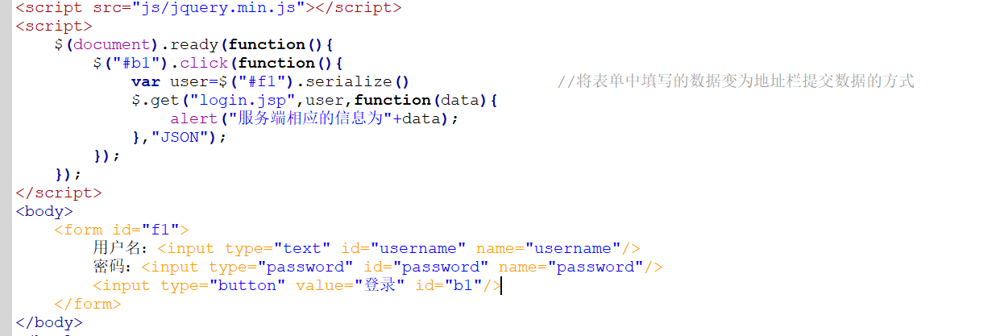 <script src="js/jquery.min.js"></script>
<script>
$(document).ready(function(){
$("#b1").click(function(){
var user=$("#f1").serialize() //将表单中填写的数据变为地址栏提交数据的方式
$.get("login.jsp",user,function(data){
alert("服务端相应的信息为"+data);
},"JSON");
});
});
</script>
<body>
<form id="f1">
用户名：<input type="text" id="username" name="username"/>
密码：<input type="password" id="password" name="password"/>
<input type="button" value="登录" id="b1"/>
</form>
</body>